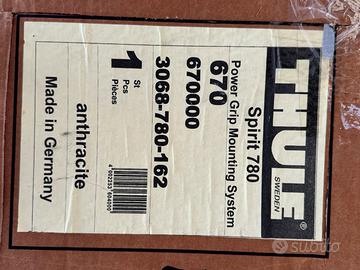 THULE
®
SWEDEN
Spirit 780
Power Grip Mounting System
670
670000
3068-780-162
1
St
Pcs
Pièces
anthracite
Made in Germany
subito